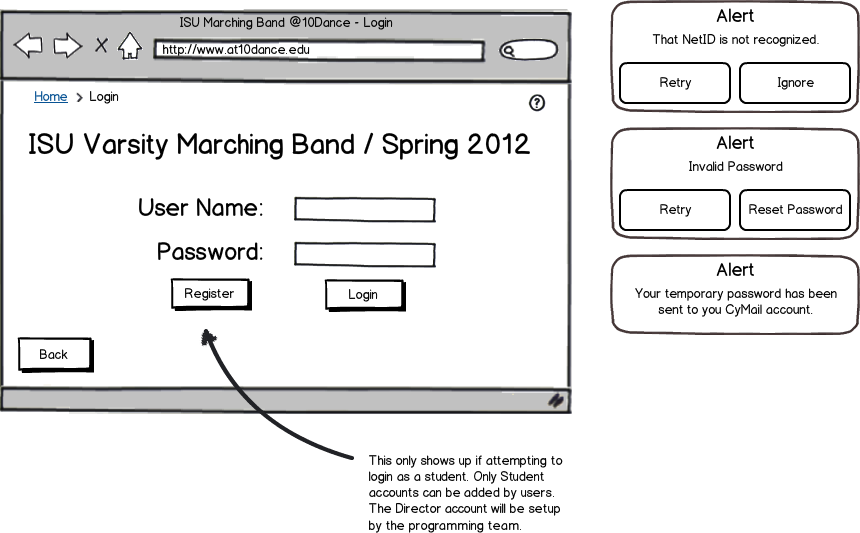 ISU Marching Band @10Dance - Login
http://www.at10dance.edu
Home > Login
?
ISU Varsity Marching Band / Spring 2012
User Name:
Password:
Register
Login
Back
This only shows up if attempting to
login as a student. Only Student
accounts can be added by users.
The Director account will be setup
by the programming team.
Alert
That NetID is not recognized.
Retry
Ignore
Alert
Invalid Password
Retry
Reset Password
Alert
Your temporary password has been
sent to you CyMail account.